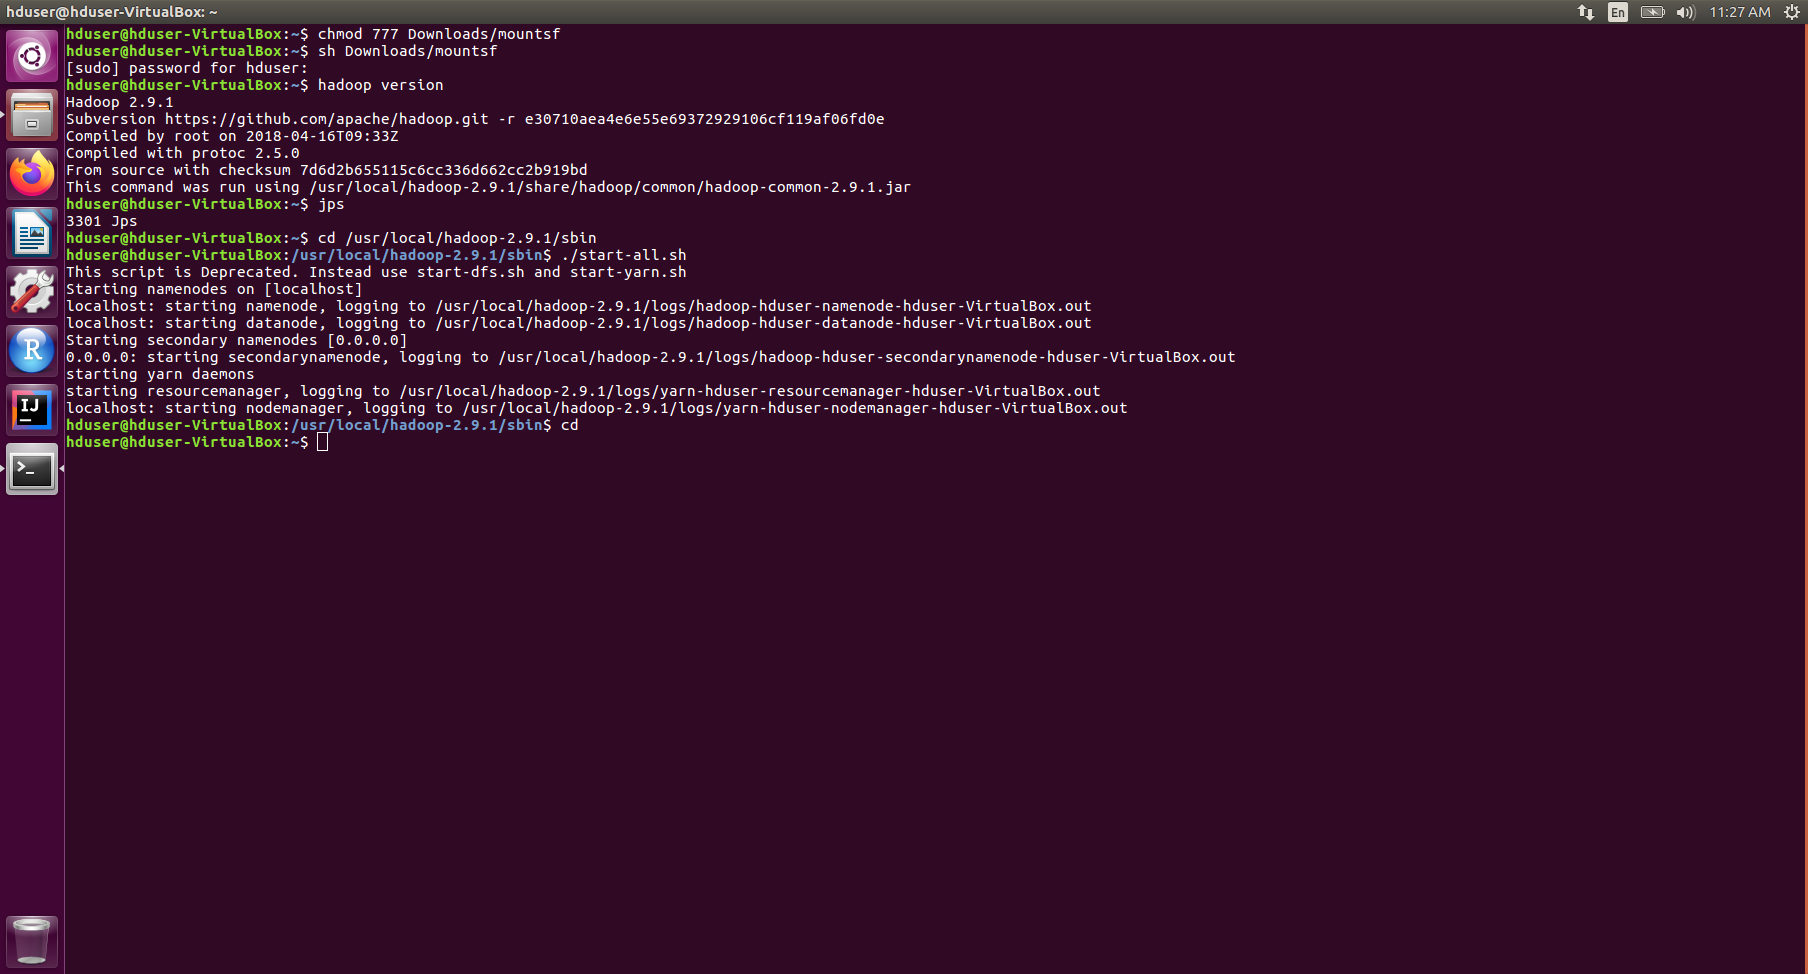 hduser@hduser-VirtualBox: ~
En
11:27 AM
hduser@hduser-VirtualBox:~$ chmod 777 Downloads/mountsf
hduser@hduser-VirtualBox:~$ sh Downloads/mountsf
[sudo] password for hduser:
hduser@hduser-VirtualBox:~$ hadoop version
Hadoop 2.9.1
Subversion https://github.com/apache/hadoop.git -r e30710aea4e6e55e69372929106cf119af06fd0e
Compiled by root on 2018-04-16T09:33Z
Compiled with protoc 2.5.0
From source with checksum 7d6d2b655115c6cc336d662cc2b919bd
This command was run using /usr/local/hadoop-2.9.1/share/hadoop/common/hadoop-common-2.9.1.jar
hduser@hduser-VirtualBox:~$ jps
3301 Jps
hduser@hduser-VirtualBox:~$ cd /usr/local/hadoop-2.9.1/sbin
hduser@hduser-VirtualBox:/usr/local/hadoop-2.9.1/sbin$ ./start-all.sh
This script is Deprecated. Instead use start-dfs.sh and start-yarn.sh
Starting namenodes on [localhost]
localhost: starting namenode, logging to /usr/local/hadoop-2.9.1/logs/hadoop-hduser-namenode-hduser-VirtualBox.out
localhost: starting datanode, logging to /usr/local/hadoop-2.9.1/logs/hadoop-hduser-datanode-hduser-VirtualBox.out
Starting secondary namenodes [0.0.0.0]
0.0.0.0: starting secondarynamenode, logging to /usr/local/hadoop-2.9.1/logs/hadoop-hduser-secondarynamenode-hduser-VirtualBox.out
starting yarn daemons
starting resourcemanager, logging to /usr/local/hadoop-2.9.1/logs/yarn-hduser-resourcemanager-hduser-VirtualBox.out
localhost: starting nodemanager, logging to /usr/local/hadoop-2.9.1/logs/yarn-hduser-nodemanager-hduser-VirtualBox.out
hduser@hduser-VirtualBox:/usr/local/hadoop-2.9.1/sbin$ cd
hduser@hduser-VirtualBox:~$
R
IJ
>_